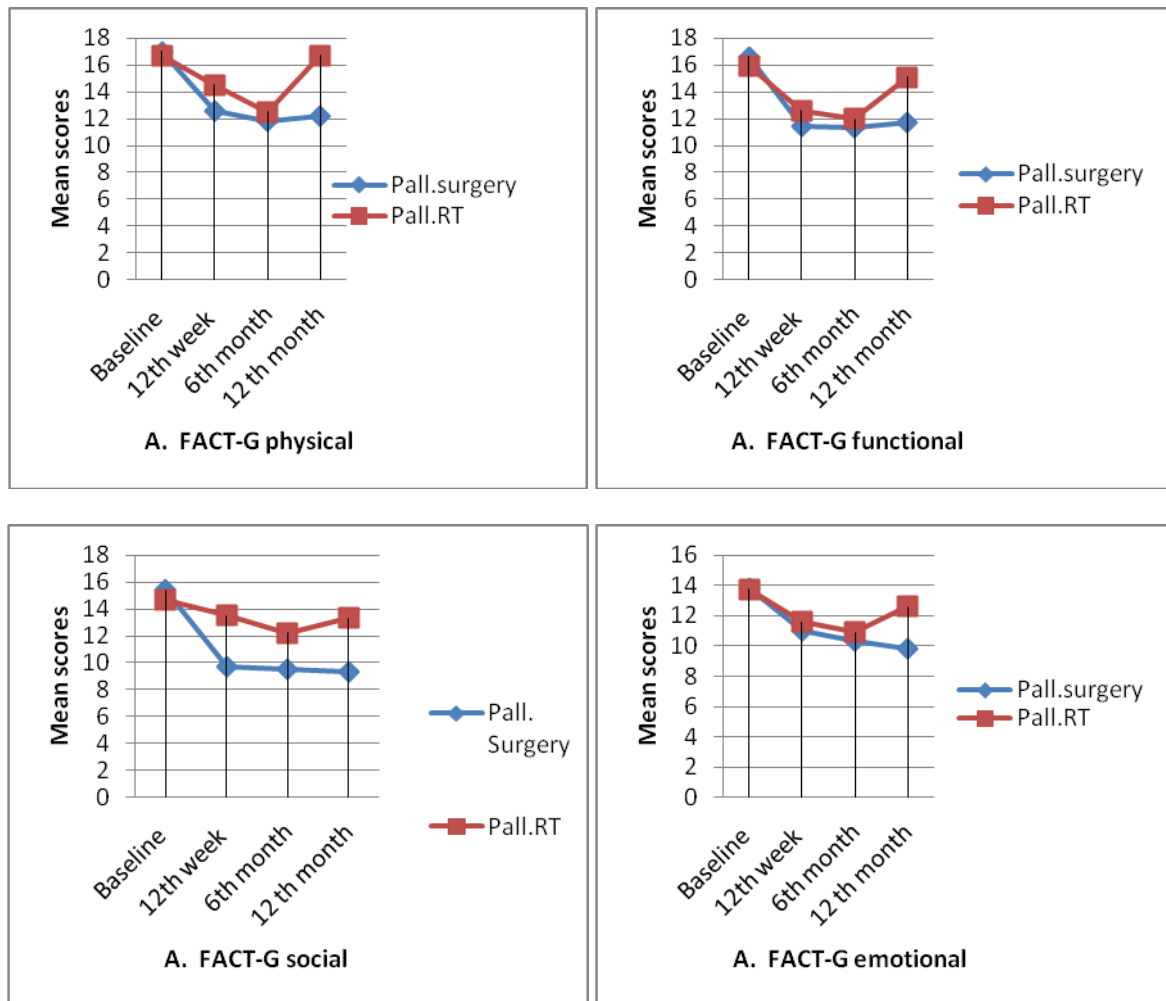 18
16
14
12
10
8
6
4
2
0
Mean scores
Baseline
12th week
6th month
12 th month
Pall.surgery
Pall.RT
A. FACT-G physical
18
16
14
12
10
8
6
4
2
0
Mean scores
Baseline
12th week
6th month
12 th month
Pall.surgery
Pall.RT
A. FACT-G functional
18
16
14
12
10
8
6
4
2
0
Mean scores
Baseline
12th week
6th month
12 th month
Pall.
Surgery
Pall.RT
A. FACT-G social
16
14
12
10
8
6
4
2
0
Mean scores
Baseline
12th week
6th month
12 th month
Pall.surgery
Pall.RT
A. FACT-G emotional